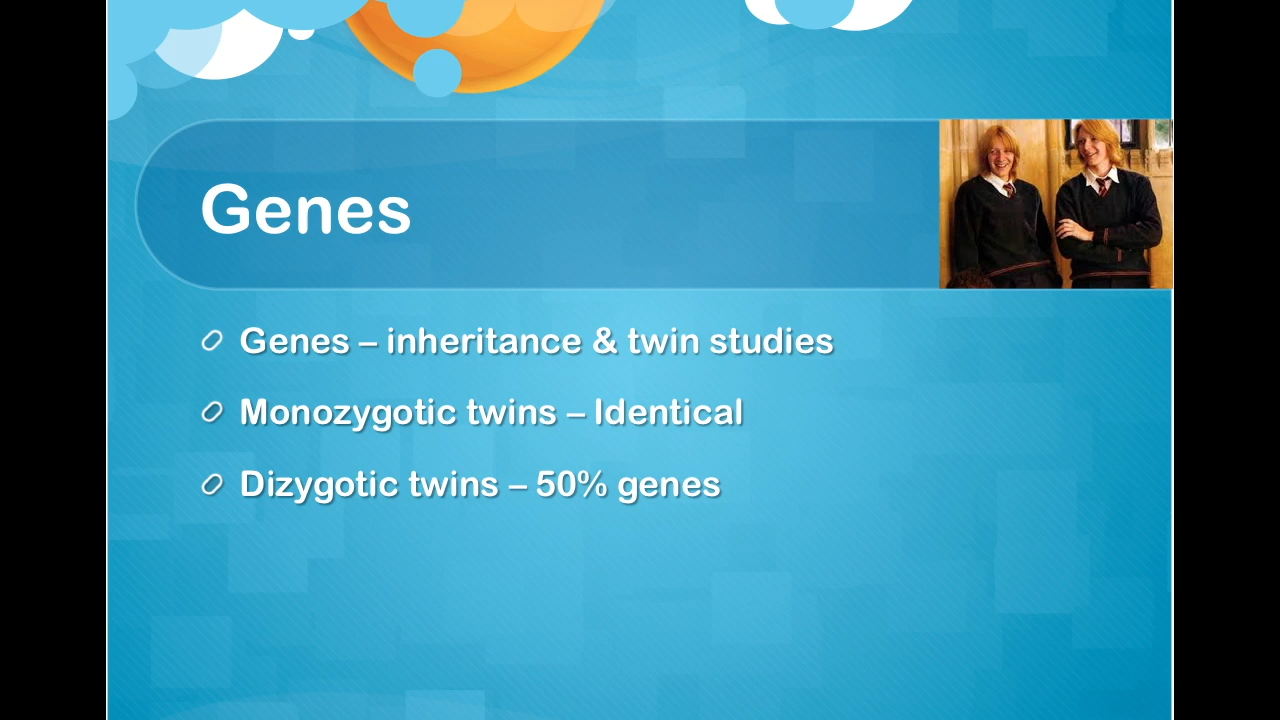 Genes
Genes – inheritance & twin studies
Monozygotic twins – Identical
Dizygotic twins – 50% genes